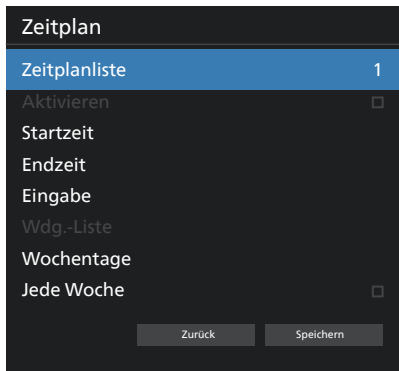 Zeitplan
Zeitplanliste 1
Aktivieren
Startzeit
Endzeit
Eingabe
Wdg.-Liste
Wochentage
Jede Woche
Zurück Speichern